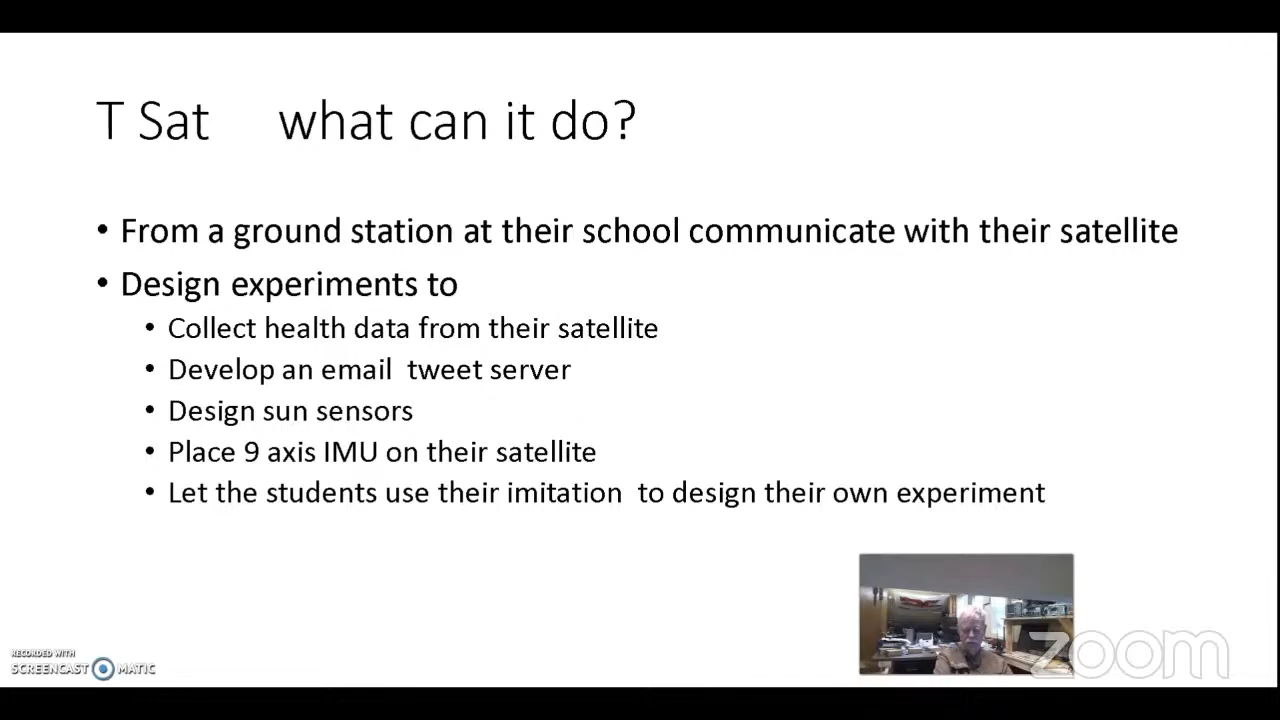 T Sat what can it do?
• From a ground station at their school communicate with their satellite
• Design experiments to
• Collect health data from their satellite
• Develop an email tweet server
• Design sun sensors
• Place 9 axis IMU on their satellite
• Let the students use their imitation to design their own experiment
RECORDED WITH
SCREENCAST MATIC
zoom